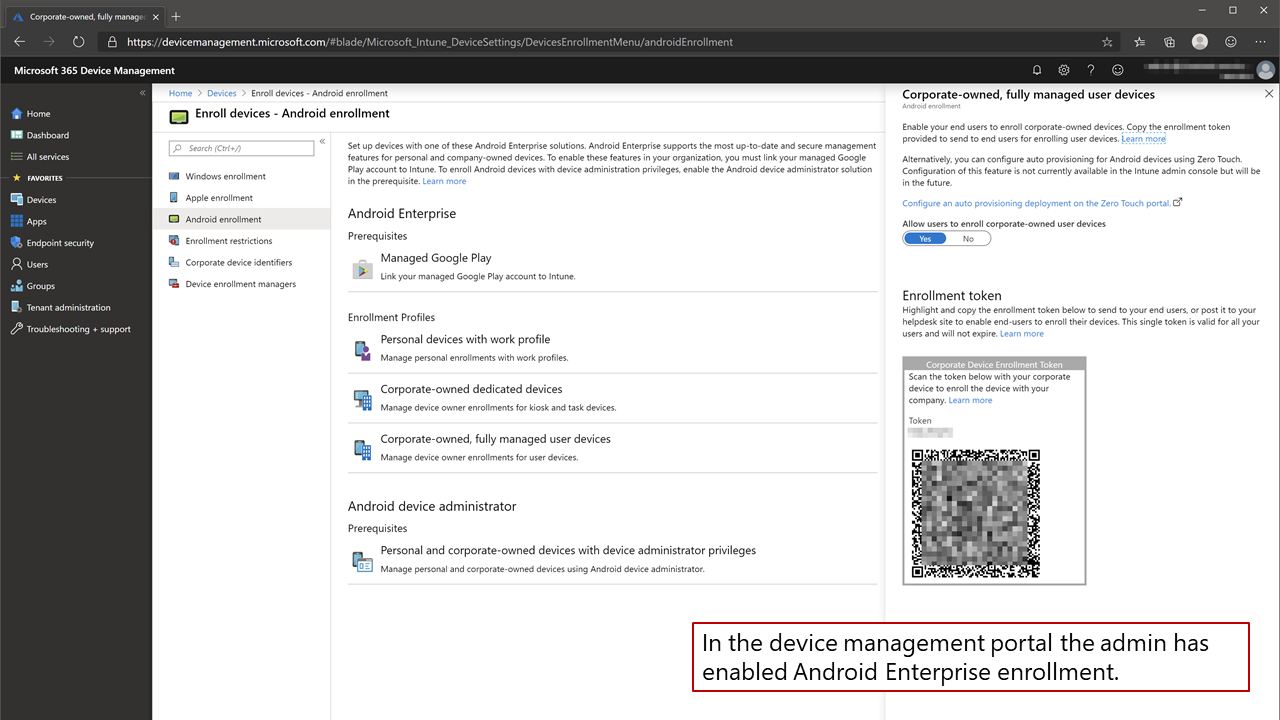 Corporate-owned, fully manage
https://devicemanagement.microsoft.com/#blade/Microsoft_Intune_DeviceSettings/DevicesEnrollmentMenu/androidEnrollment
Microsoft 365 Device Management
Home
Dashboard
All services
FAVORITES
Devices
Apps
Endpoint security
Users
Groups
Tenant administration
Troubleshooting + support
Home > Devices > Enroll devices - Android enrollment
Enroll devices - Android enrollment
Search (Ctrl+/)
Windows enrollment
Apple enrollment
Android enrollment
Enrollment restrictions
Corporate device identifiers
Device enrollment managers
Set up devices with one of these Android Enterprise solutions. Android Enterprise supports the most up-to-date and secure management
features for personal and company-owned devices. To enable these features in your organization, you must link your managed Google
Play account to Intune. To enroll Android devices with device administration privileges, enable the Android device administrator solution
in the prerequisite. Learn more
Android Enterprise
Prerequisites
Managed Google Play
Link your managed Google Play account to Intune.
Enrollment Profiles
Personal devices with work profile
Manage personal enrollments with work profiles.
Corporate-owned dedicated devices
Manage device owner enrollments for kiosk and task devices.
Corporate-owned, fully managed user devices
Manage device owner enrollments for user devices.
Android device administrator
Prerequisites
Personal and corporate-owned devices with device administrator privileges
Manage personal and corporate-owned devices using Android device administrator.
Corporate-owned, fully managed user devices
Android enrollment
Enable your end users to enroll corporate-owned devices. Copy the enrollment token
provided to send to end users for enrolling user devices. Learn more
Alternatively, you can configure auto provisioning for Android devices using Zero Touch.
Configuration of this feature is not currently available in the Intune admin console but will be
in the future.
Configure an auto provisioning deployment on the Zero Touch portal.
Allow users to enroll corporate-owned user devices
Yes No
Enrollment token
Highlight and copy the enrollment token below to send to your end users, or post it to your
helpdesk site to enable end-users to enroll their devices. This single token is valid for all your
users and will not expire. Learn more
Corporate Device Enrollment Token
Scan the token below with your corporate
device to enroll the device with your
company. Learn more
Token
In the device management portal the admin has
enabled Android Enterprise enrollment.